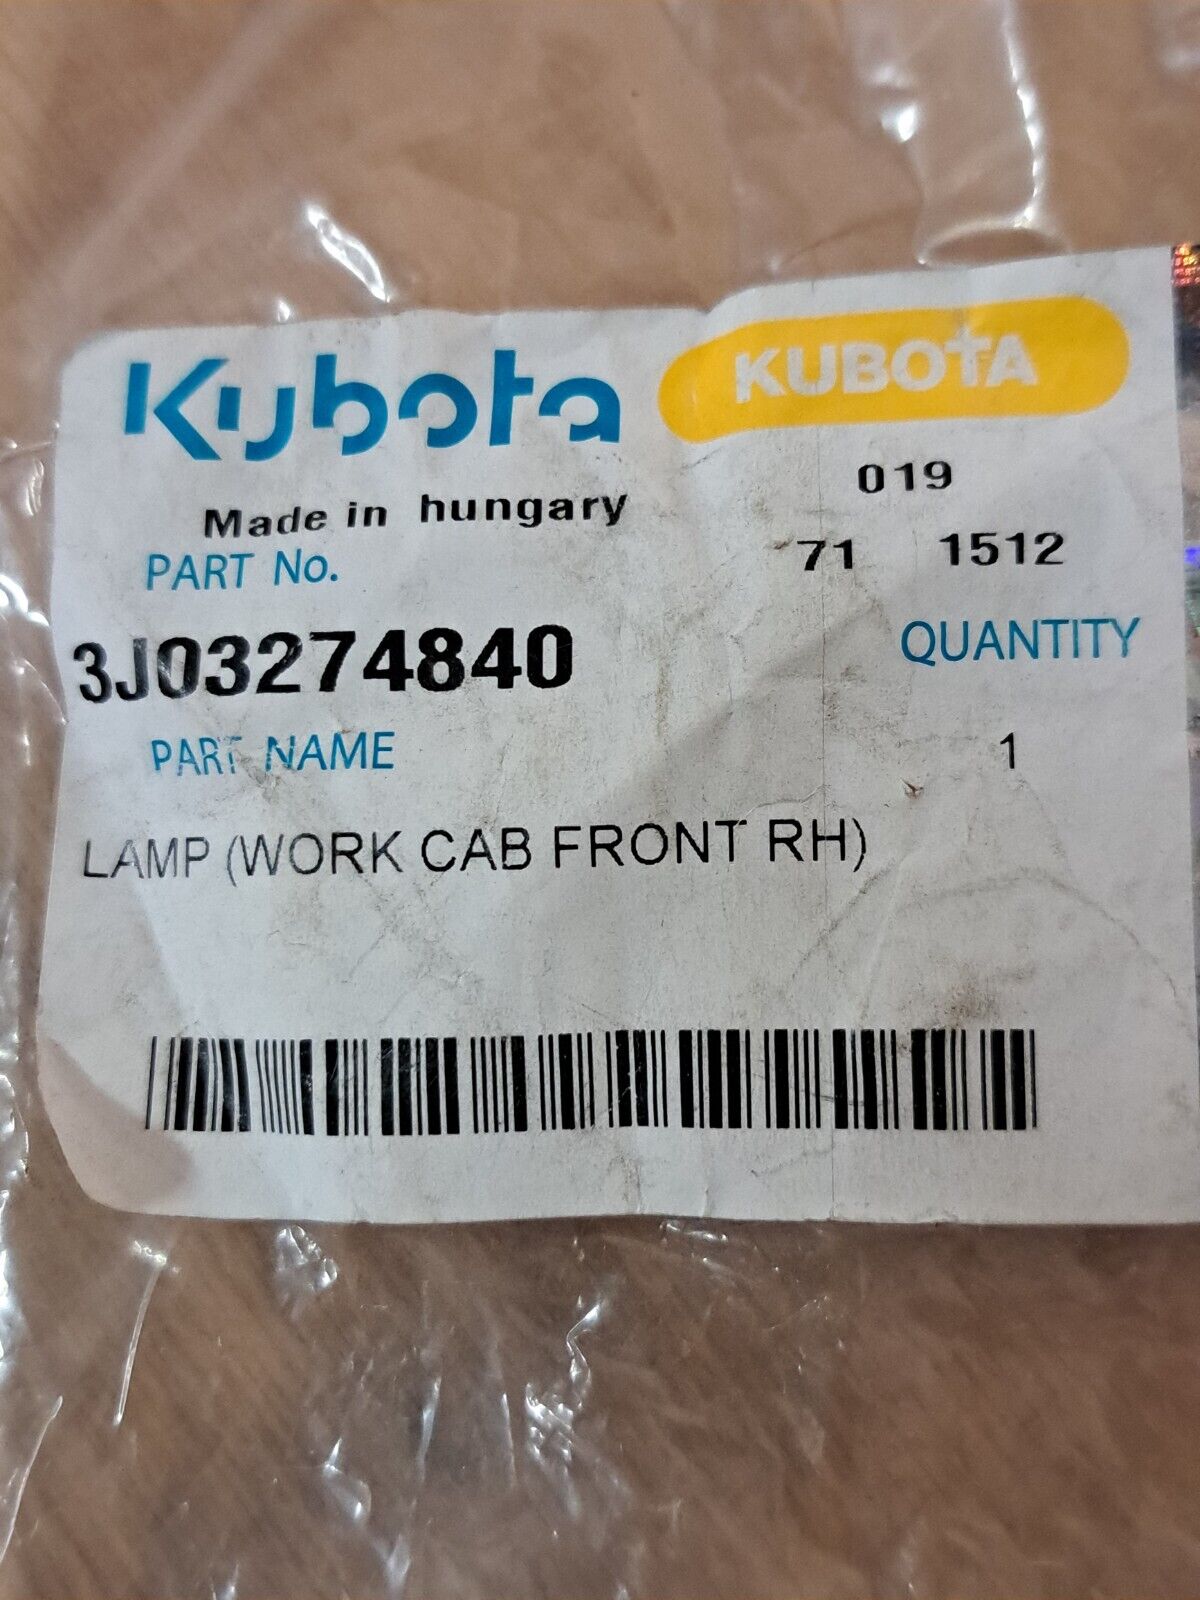 Kubota KUBOTA
Made in hungary 019
PART No. 71 1512
3J03274840 QUANTITY
PART NAME 1
LAMP (WORK CAB FRONT RH)